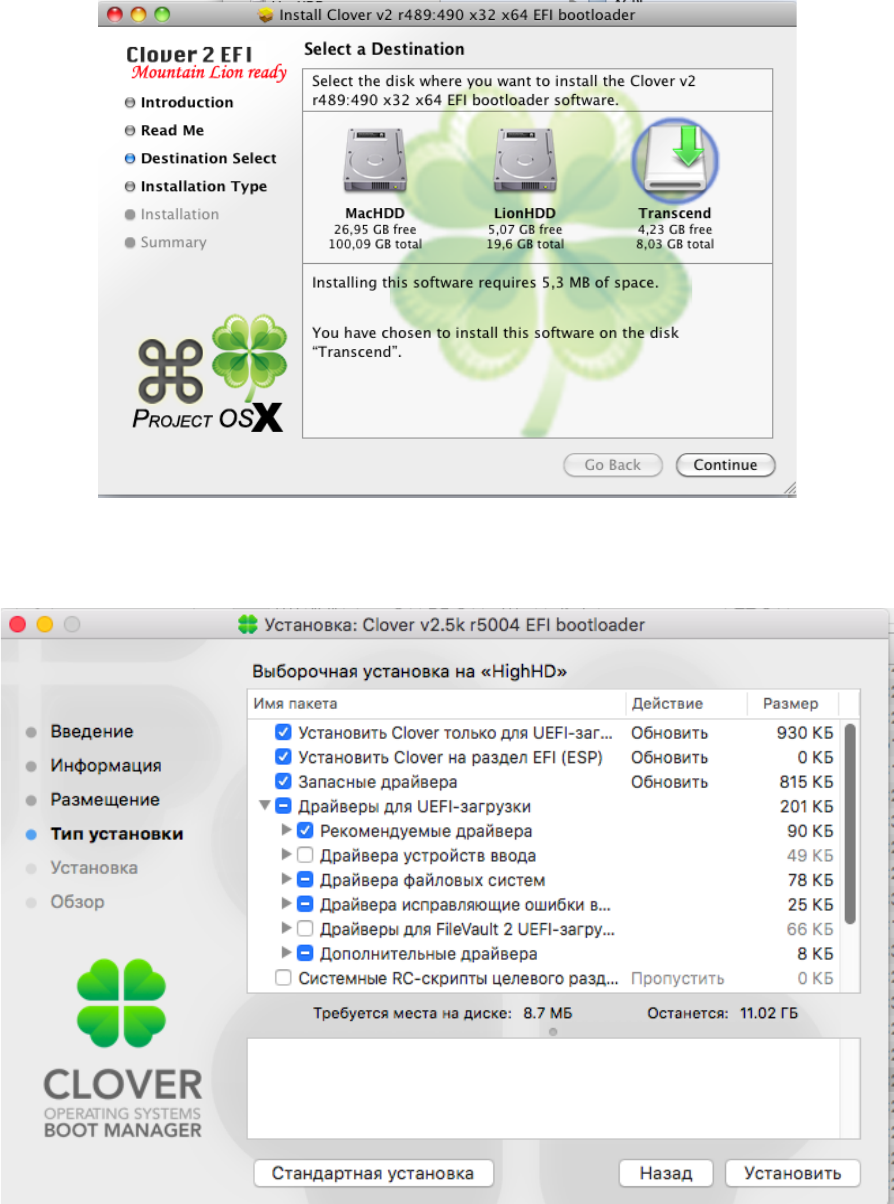 Install Clover v2 r489:490 x32 x64 EFI bootloader
Clover 2 EFI
Mountain Lion ready
Introduction
Read Me
Destination Select
Installation Type
Installation
Summary
PROJECT OSX
Select a Destination
Select the disk where you want to install the Clover v2
r489:490 x32 x64 EFI bootloader software.
MacHDD
26,95 GB free
100,09 GB total
LionHDD
5,07 GB free
19,6 GB total
Transcend
4,23 GB free
8,03 GB total
Installing this software requires 5,3 MB of space.
You have chosen to install this software on the disk
“Transcend”.
Go Back
Continue
Установка: Clover v2.5k r5004 EFI bootloader
Введение
Информация
Размещение
Тип установки
Установка
Обзор
CLOVER
OPERATING SYSTEMS
BOOT MANAGER
Выборочная установка на «HighHD»
Имя пакета Действие Размер
Установить Clover только для UEFI-заг... Обновить 930 КБ
Установить Clover на раздел EFI (ESP) Обновить 0 КБ
Запасные драйвера Обновить 815 КБ
Драйверы для UEFI-загрузки 201 КБ
Рекомендуемые драйвера 90 КБ
Драйвера устройств ввода 49 КБ
Драйвера файловых систем 78 КБ
Драйвера исправляющие ошибки в... 25 КБ
Драйверы для FileVault 2 UEFI-загру... 66 КБ
Дополнительные драйвера 8 КБ
Системные RC-скрипты целевого разд... Пропустить 0 КБ
Требуется места на диске: 8.7 МБ Останется: 11.02 ГБ
Стандартная установка
Назад
Установить